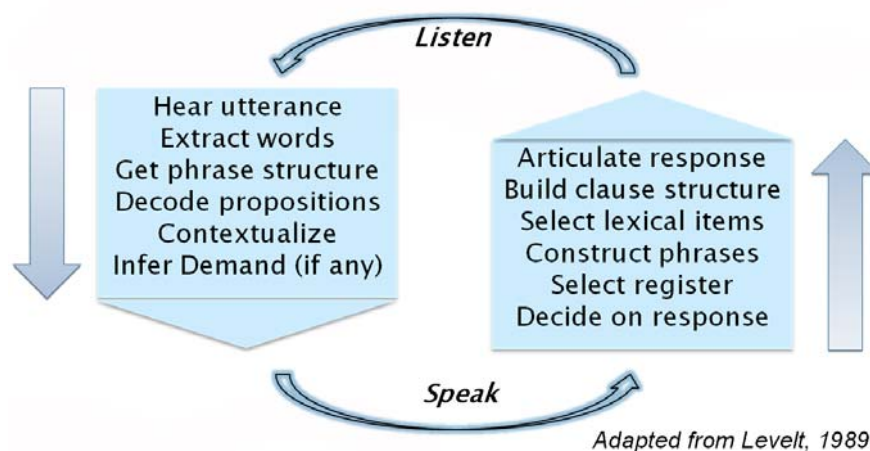 Listen
Hear utterance
Extract words
Get phrase structure
Decode propositions
Contextualize
Infer Demand (if any)
Articulate response
Build clause structure
Select lexical items
Construct phrases
Select register
Decide on response
Speak
Adapted from Levelt, 1989